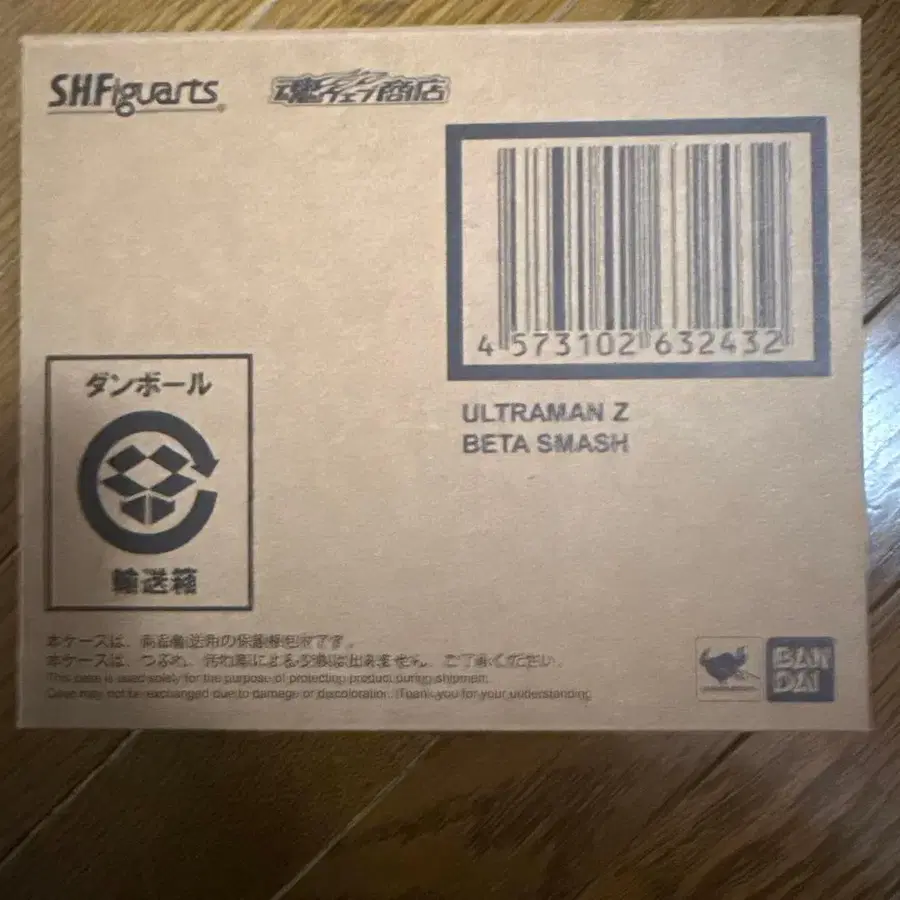 S.H.Figuarts
魂ウェブ商店
4 573102 632432
ULTRAMAN Z
BETA SMASH
ダンボール
輸送箱
本ケースは、商品輸送用の保護梱包材です。
本ケースは、つぶれ、汚れ等による交換は出来ません。ご了承ください。
This case is used solely for the purpose of protecting product during shipment.
Case may not be exchanged due to damage or discoloration. Thank you for your understanding
BAN
DAI